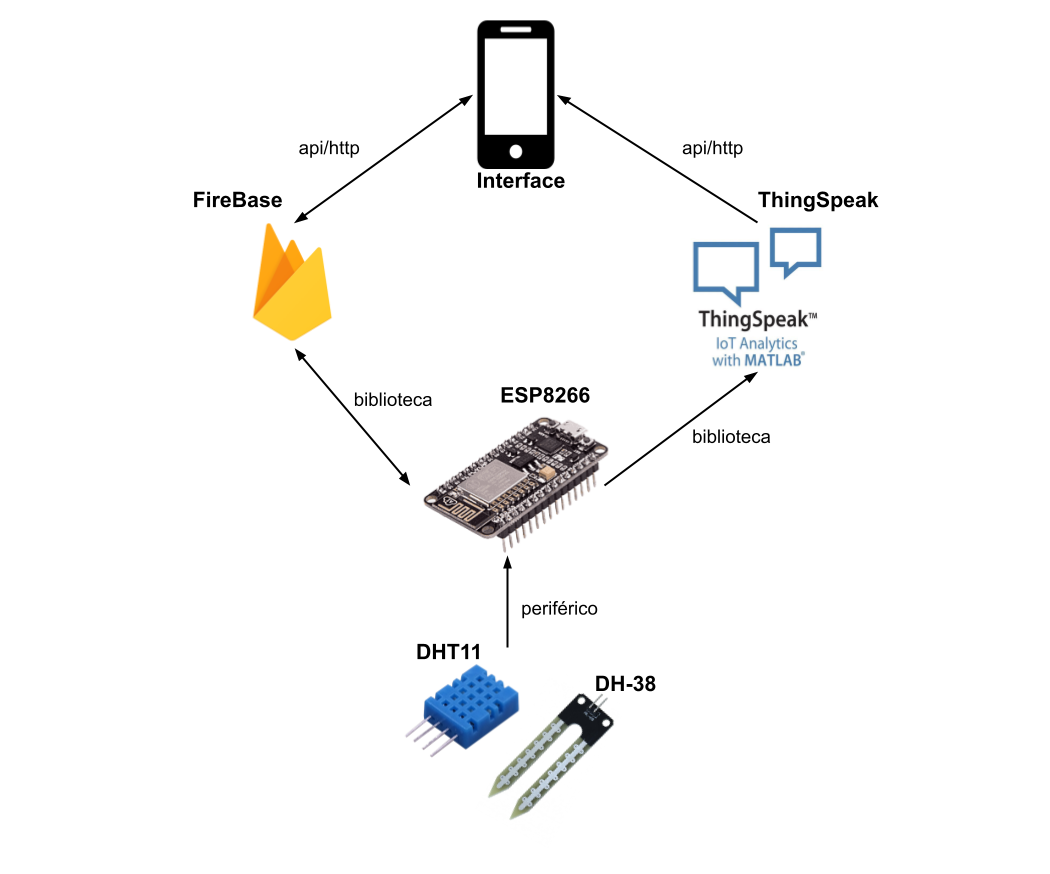 api/http
api/http
Interface
FireBase
ThingSpeak
ThingSpeak™
IoT Analytics
with MATLAB®
ESP8266
biblioteca
biblioteca
periférico
DHT11
DH-38